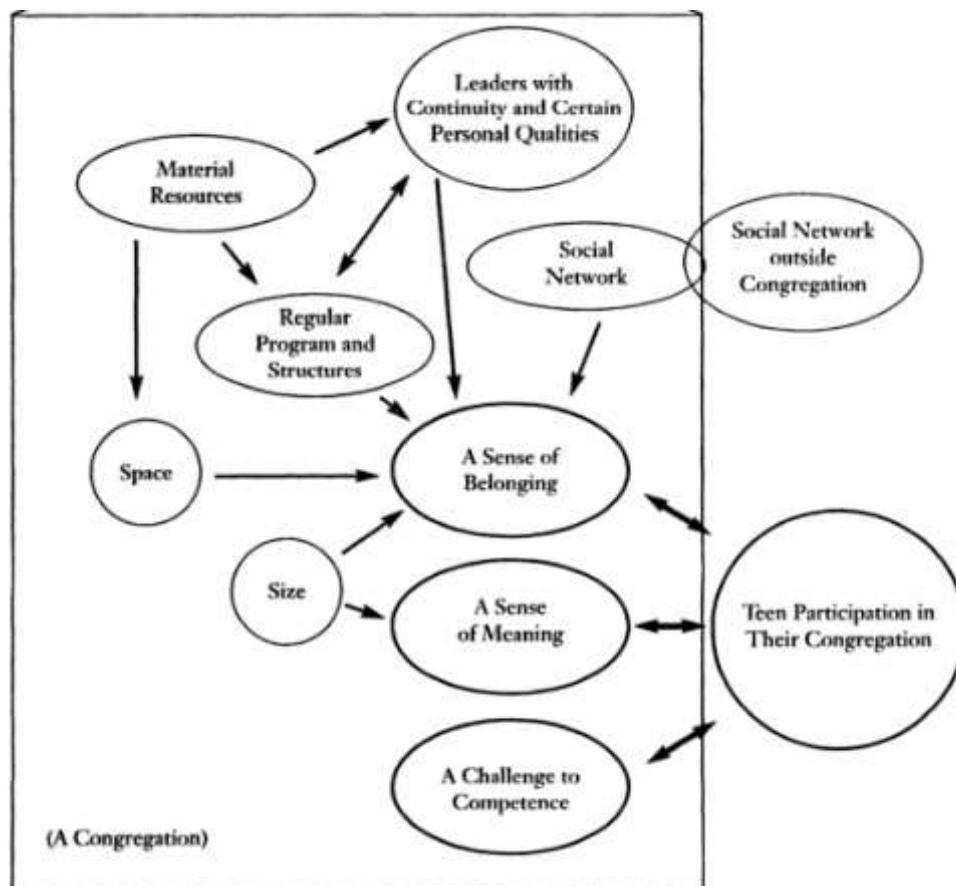 Leaders with
Continuity and Certain
Personal Qualities
Material
Resources
Social
Network
Social Network
outside
Congregation
Regular
Program and
Structures
A Sense of
Belonging
Space
Size
A Sense
of Meaning
Teen Participation in
Their Congregation
A Challenge to
Competence
(A Congregation)